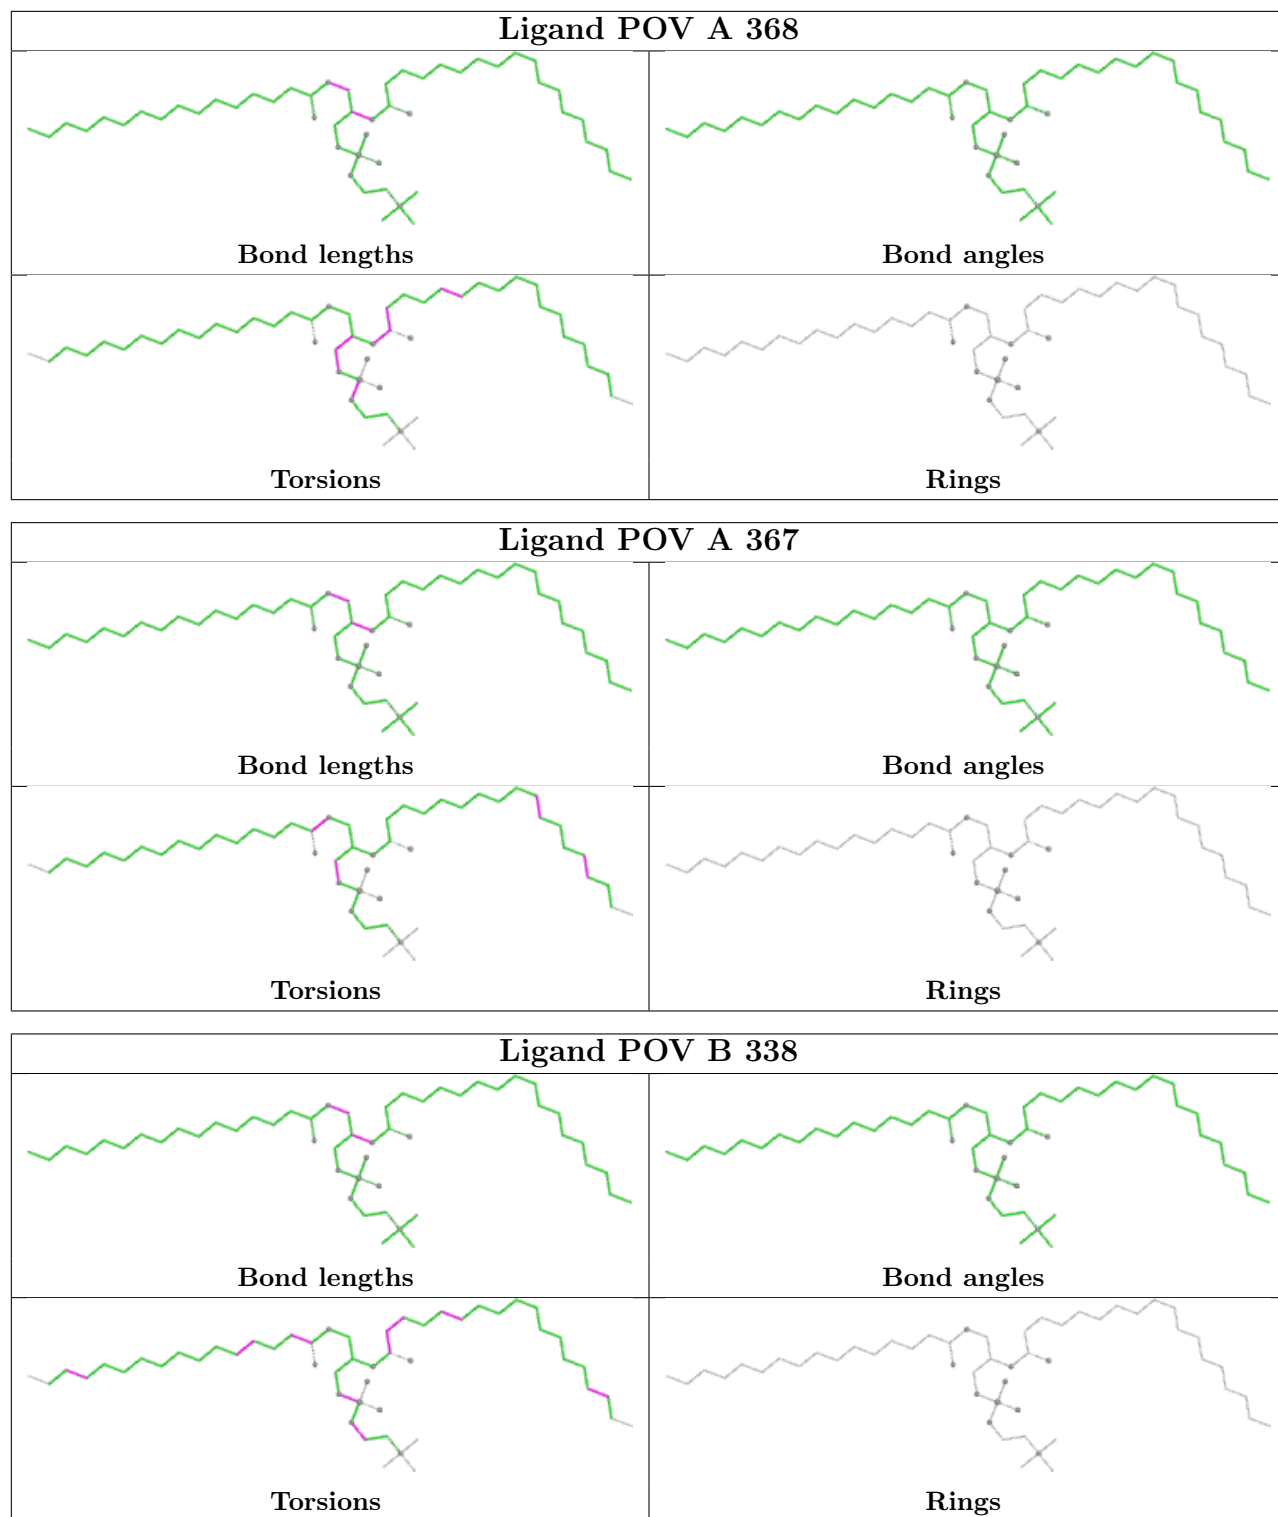 Ligand POV A 368
Bond lengths
Bond angles
Torsions
Rings
Ligand POV A 367
Bond lengths
Bond angles
Torsions
Rings
Ligand POV B 338
Bond lengths
Bond angles
Torsions
Rings